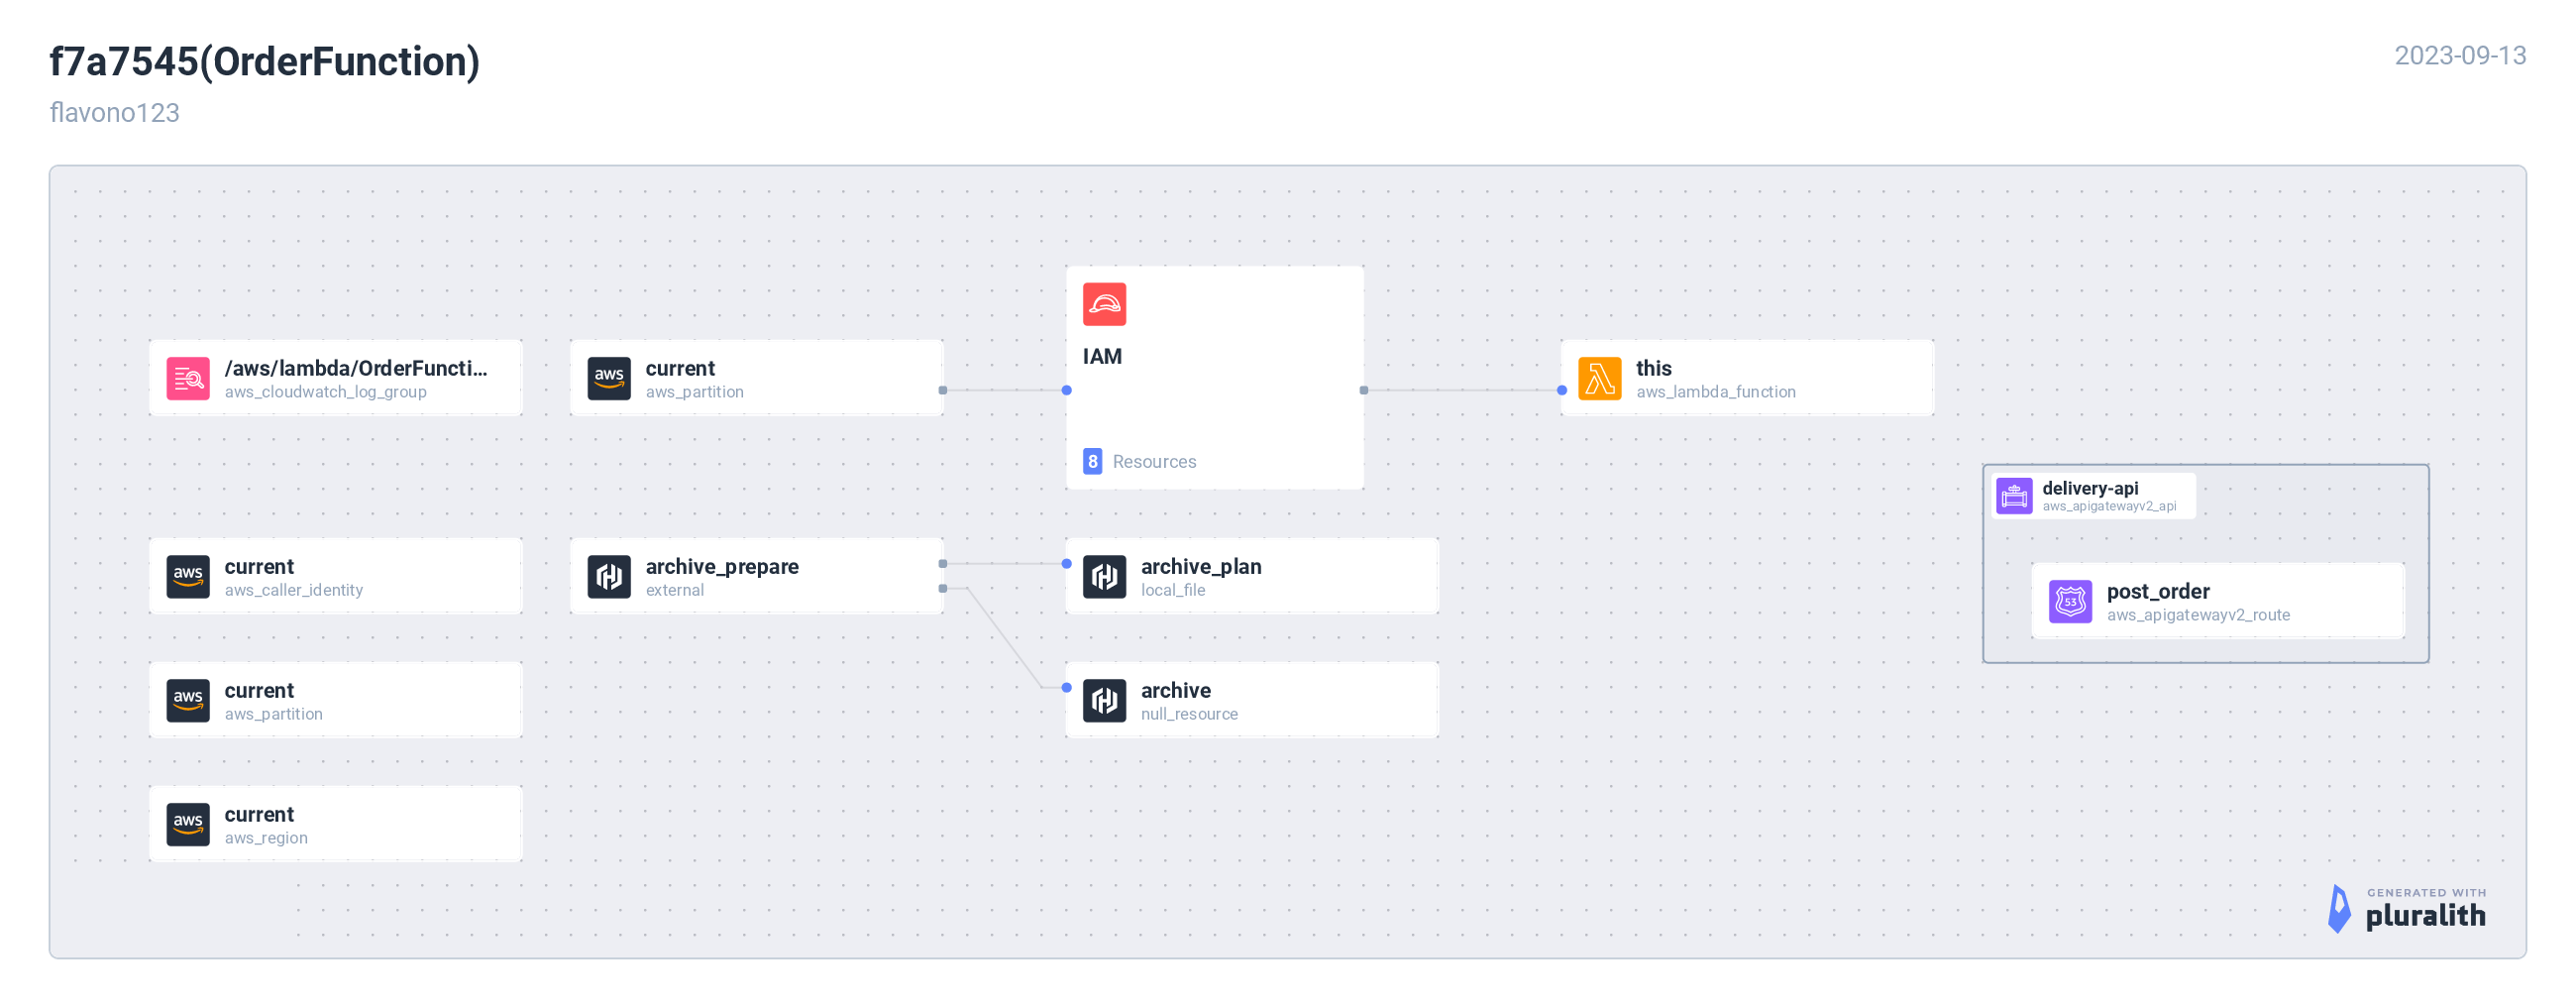 f7a7545(OrderFunction)
2023-09-13
flavono123
IAM
8 Resources
/aws/lambda/OrderFuncti...
aws_cloudwatch_log_group
current
aws_partition
this
aws_lambda_function
delivery-api
aws_apigatewayv2_api
current
aws_caller_identity
archive_prepare
external
archive_plan
local_file
53
post_order
aws_apigatewayv2_route
current
aws_partition
archive
null_resource
current
aws_region
aws
aws
aws
aws
GENERATED WITH
pluralith